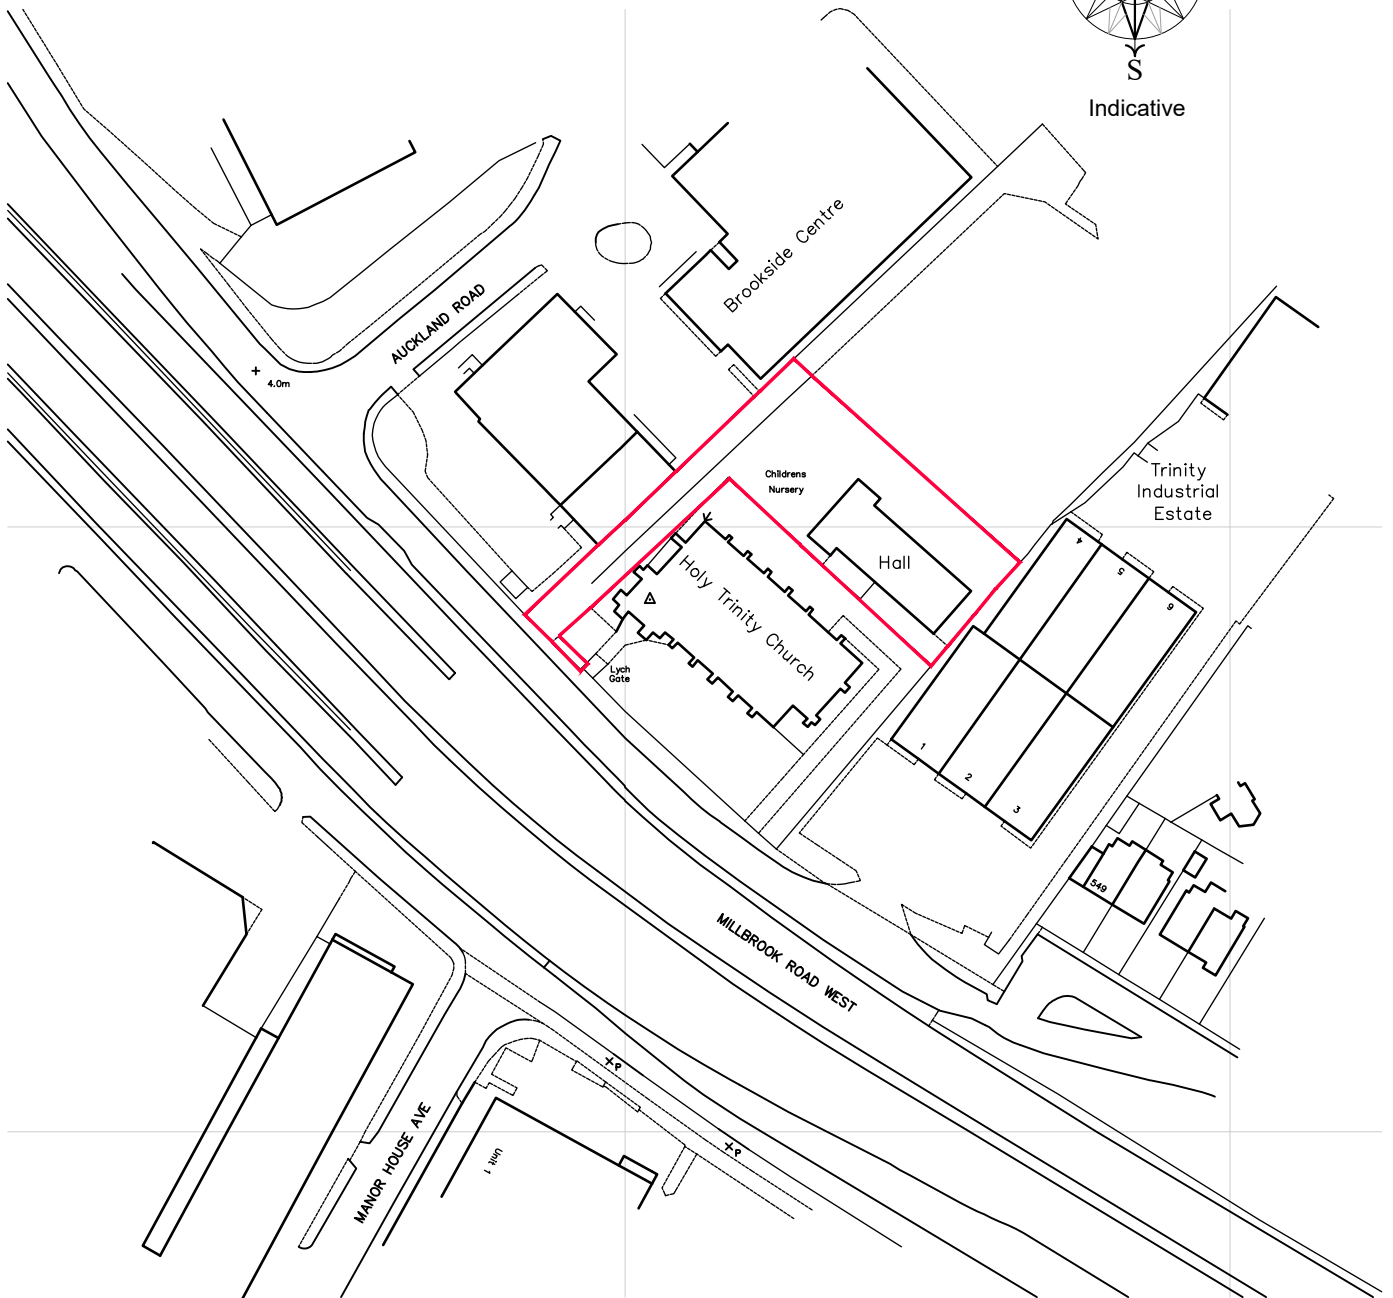 S
Indicative
Brookside Centre
AUCKLAND ROAD
4.0m
Childrens
Nursery
Trinity
Industrial
Estate
Hall
Holy Trinity Church
Lych
Gate
4
5
6
1
2
3
549
MILLBROOK ROAD WEST
MANOR HOUSE AVE
Unit 1